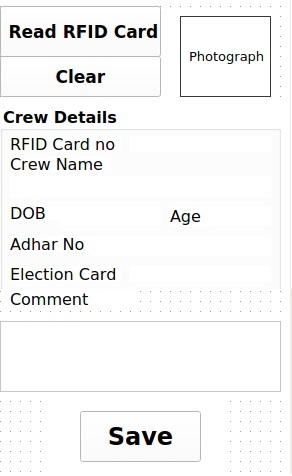 Read RFID Card
Photograph
Clear
Crew Details
RFID Card no
Crew Name
DOB
Age
Adhar No
Election Card
Comment
Save